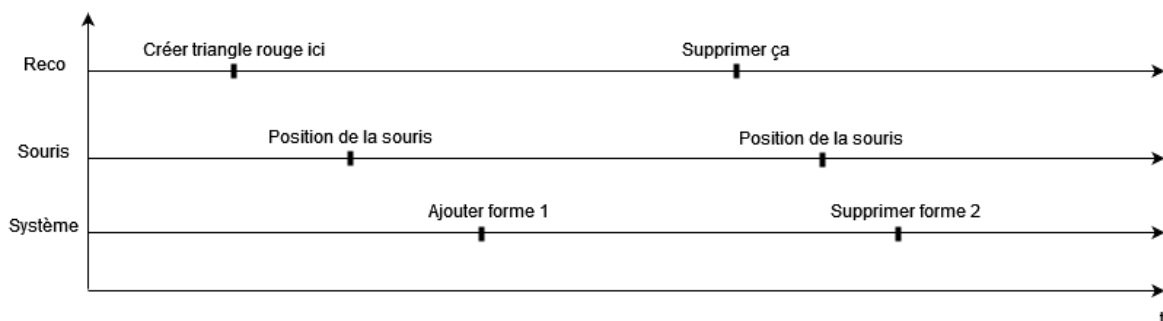 Créer triangle rouge ici
Supprimer ça
Reco
Position de la souris
Position de la souris
Souris
Ajouter forme 1
Supprimer forme 2
Système
t